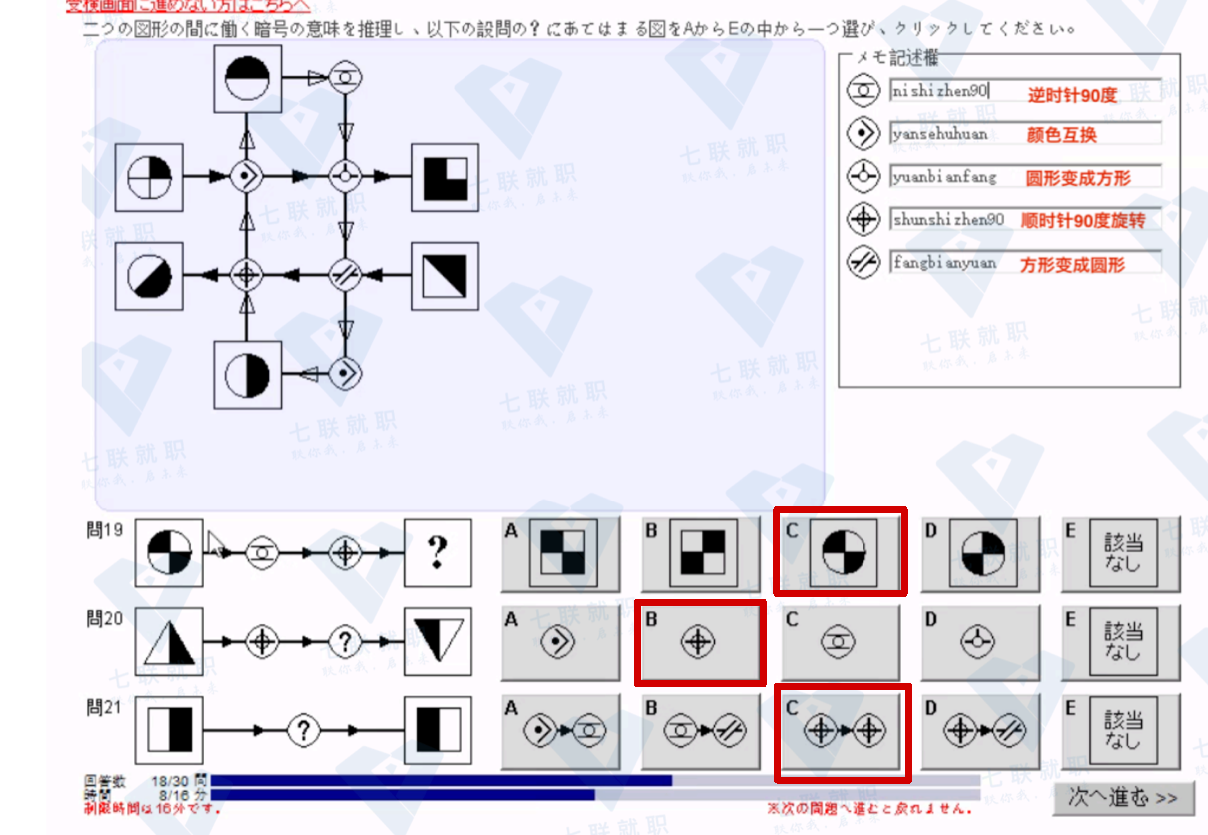 受検画面に進めない方はこちらへ
二つの図形の間に働く暗号の意味を推理し、以下の設問の？にあてはまる図をAからEの中から一つ選び、クリックしてください。
メモ記述欄
nishizhen90 逆时针90度
yansehuhuan 颜色互换
yuanbianfang 圆形变成方形
shunshizhen90 顺时针90度旋转
fangbianyuan 方形变成圆形
七联就职
問19 ? A B C D E 該当なし
問20 ? A B C D E 該当なし
問21 ? A B C D E 該当なし
回答数 18/30 問
時間 8/16 分
制限時間は16分です。 ※次の問題へ進むと戻れません。
次へ進む >>